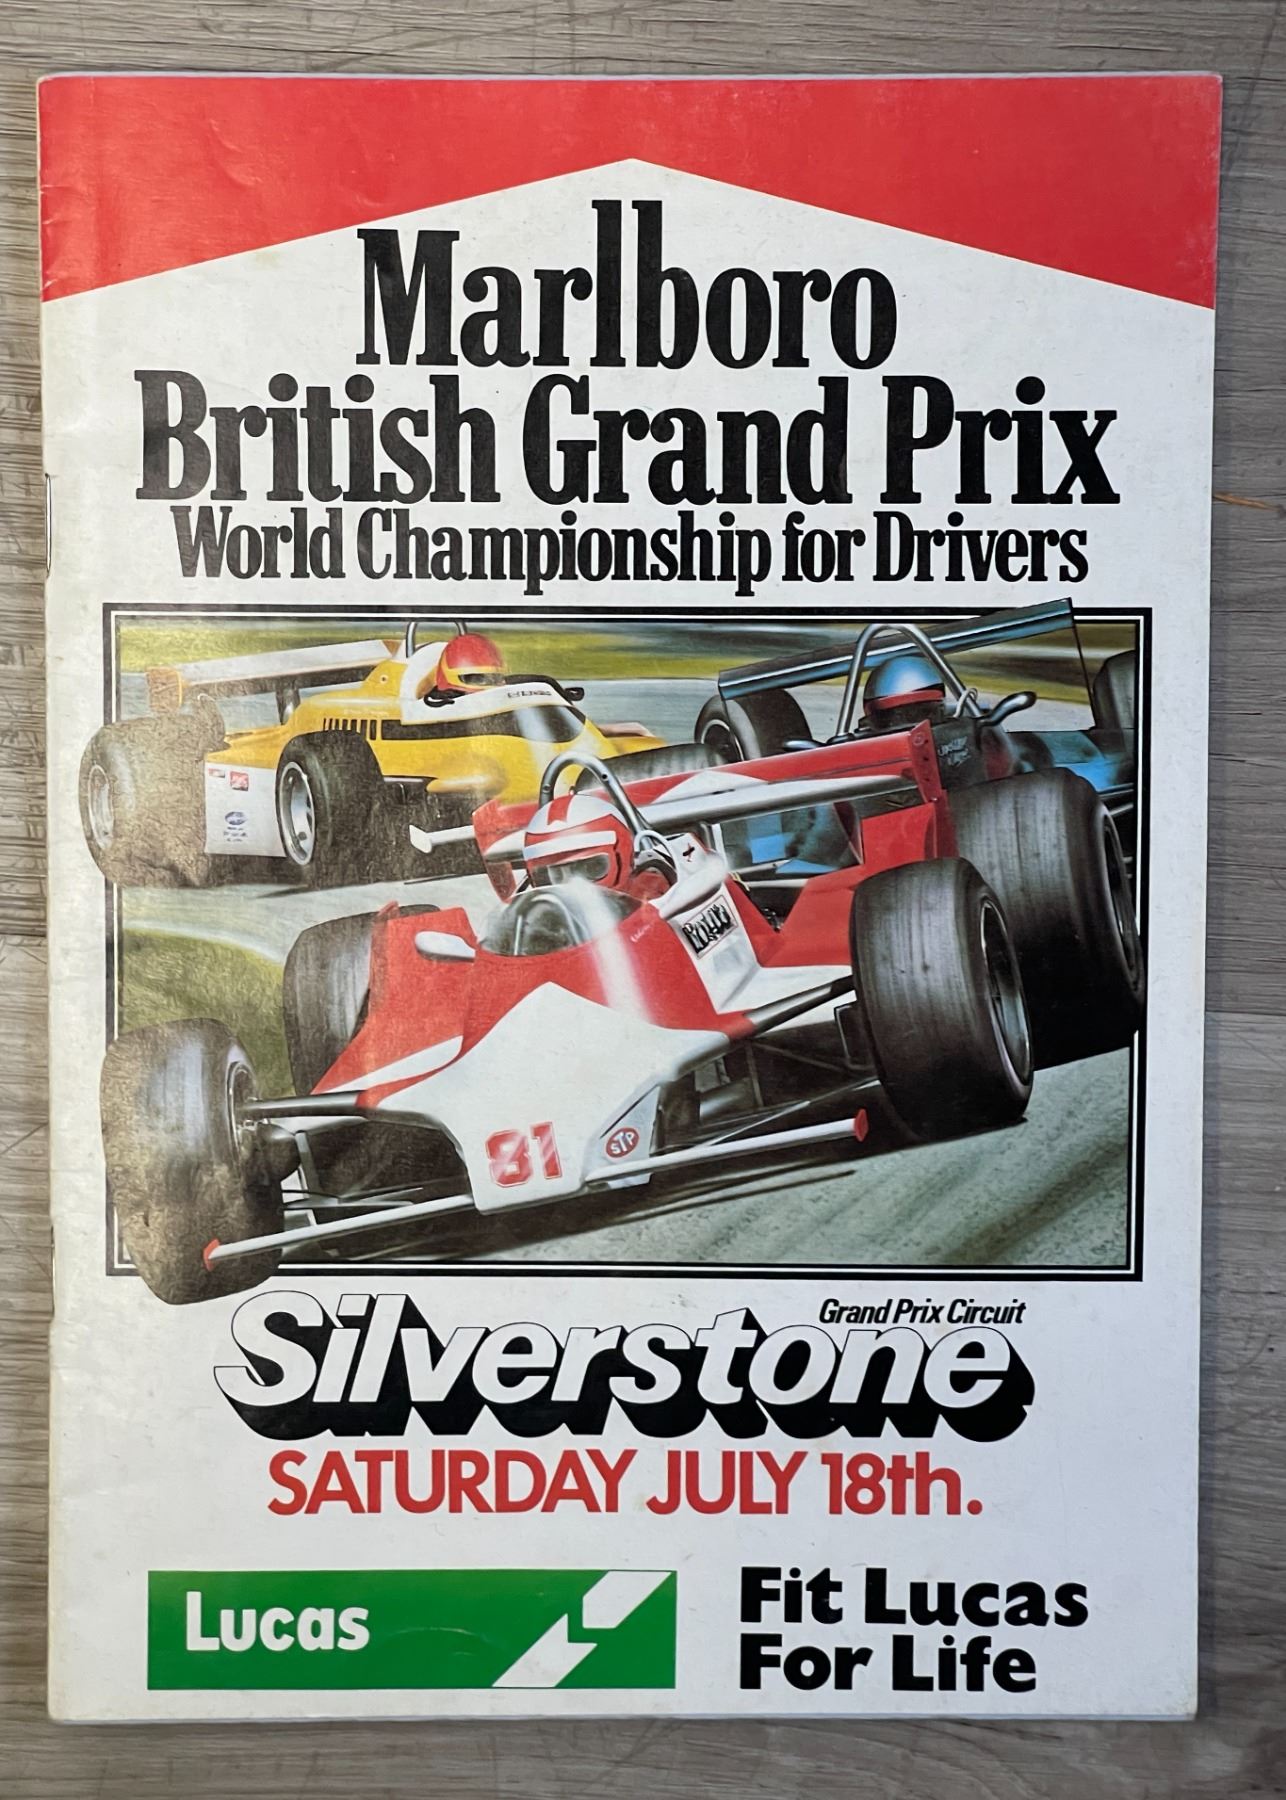 Marlboro
British Grand Prix
World Championship for Drivers
81
STP
Grand Prix Circuit
Silverstone
SATURDAY JULY 18th.
Lucas
Fit Lucas
For Life